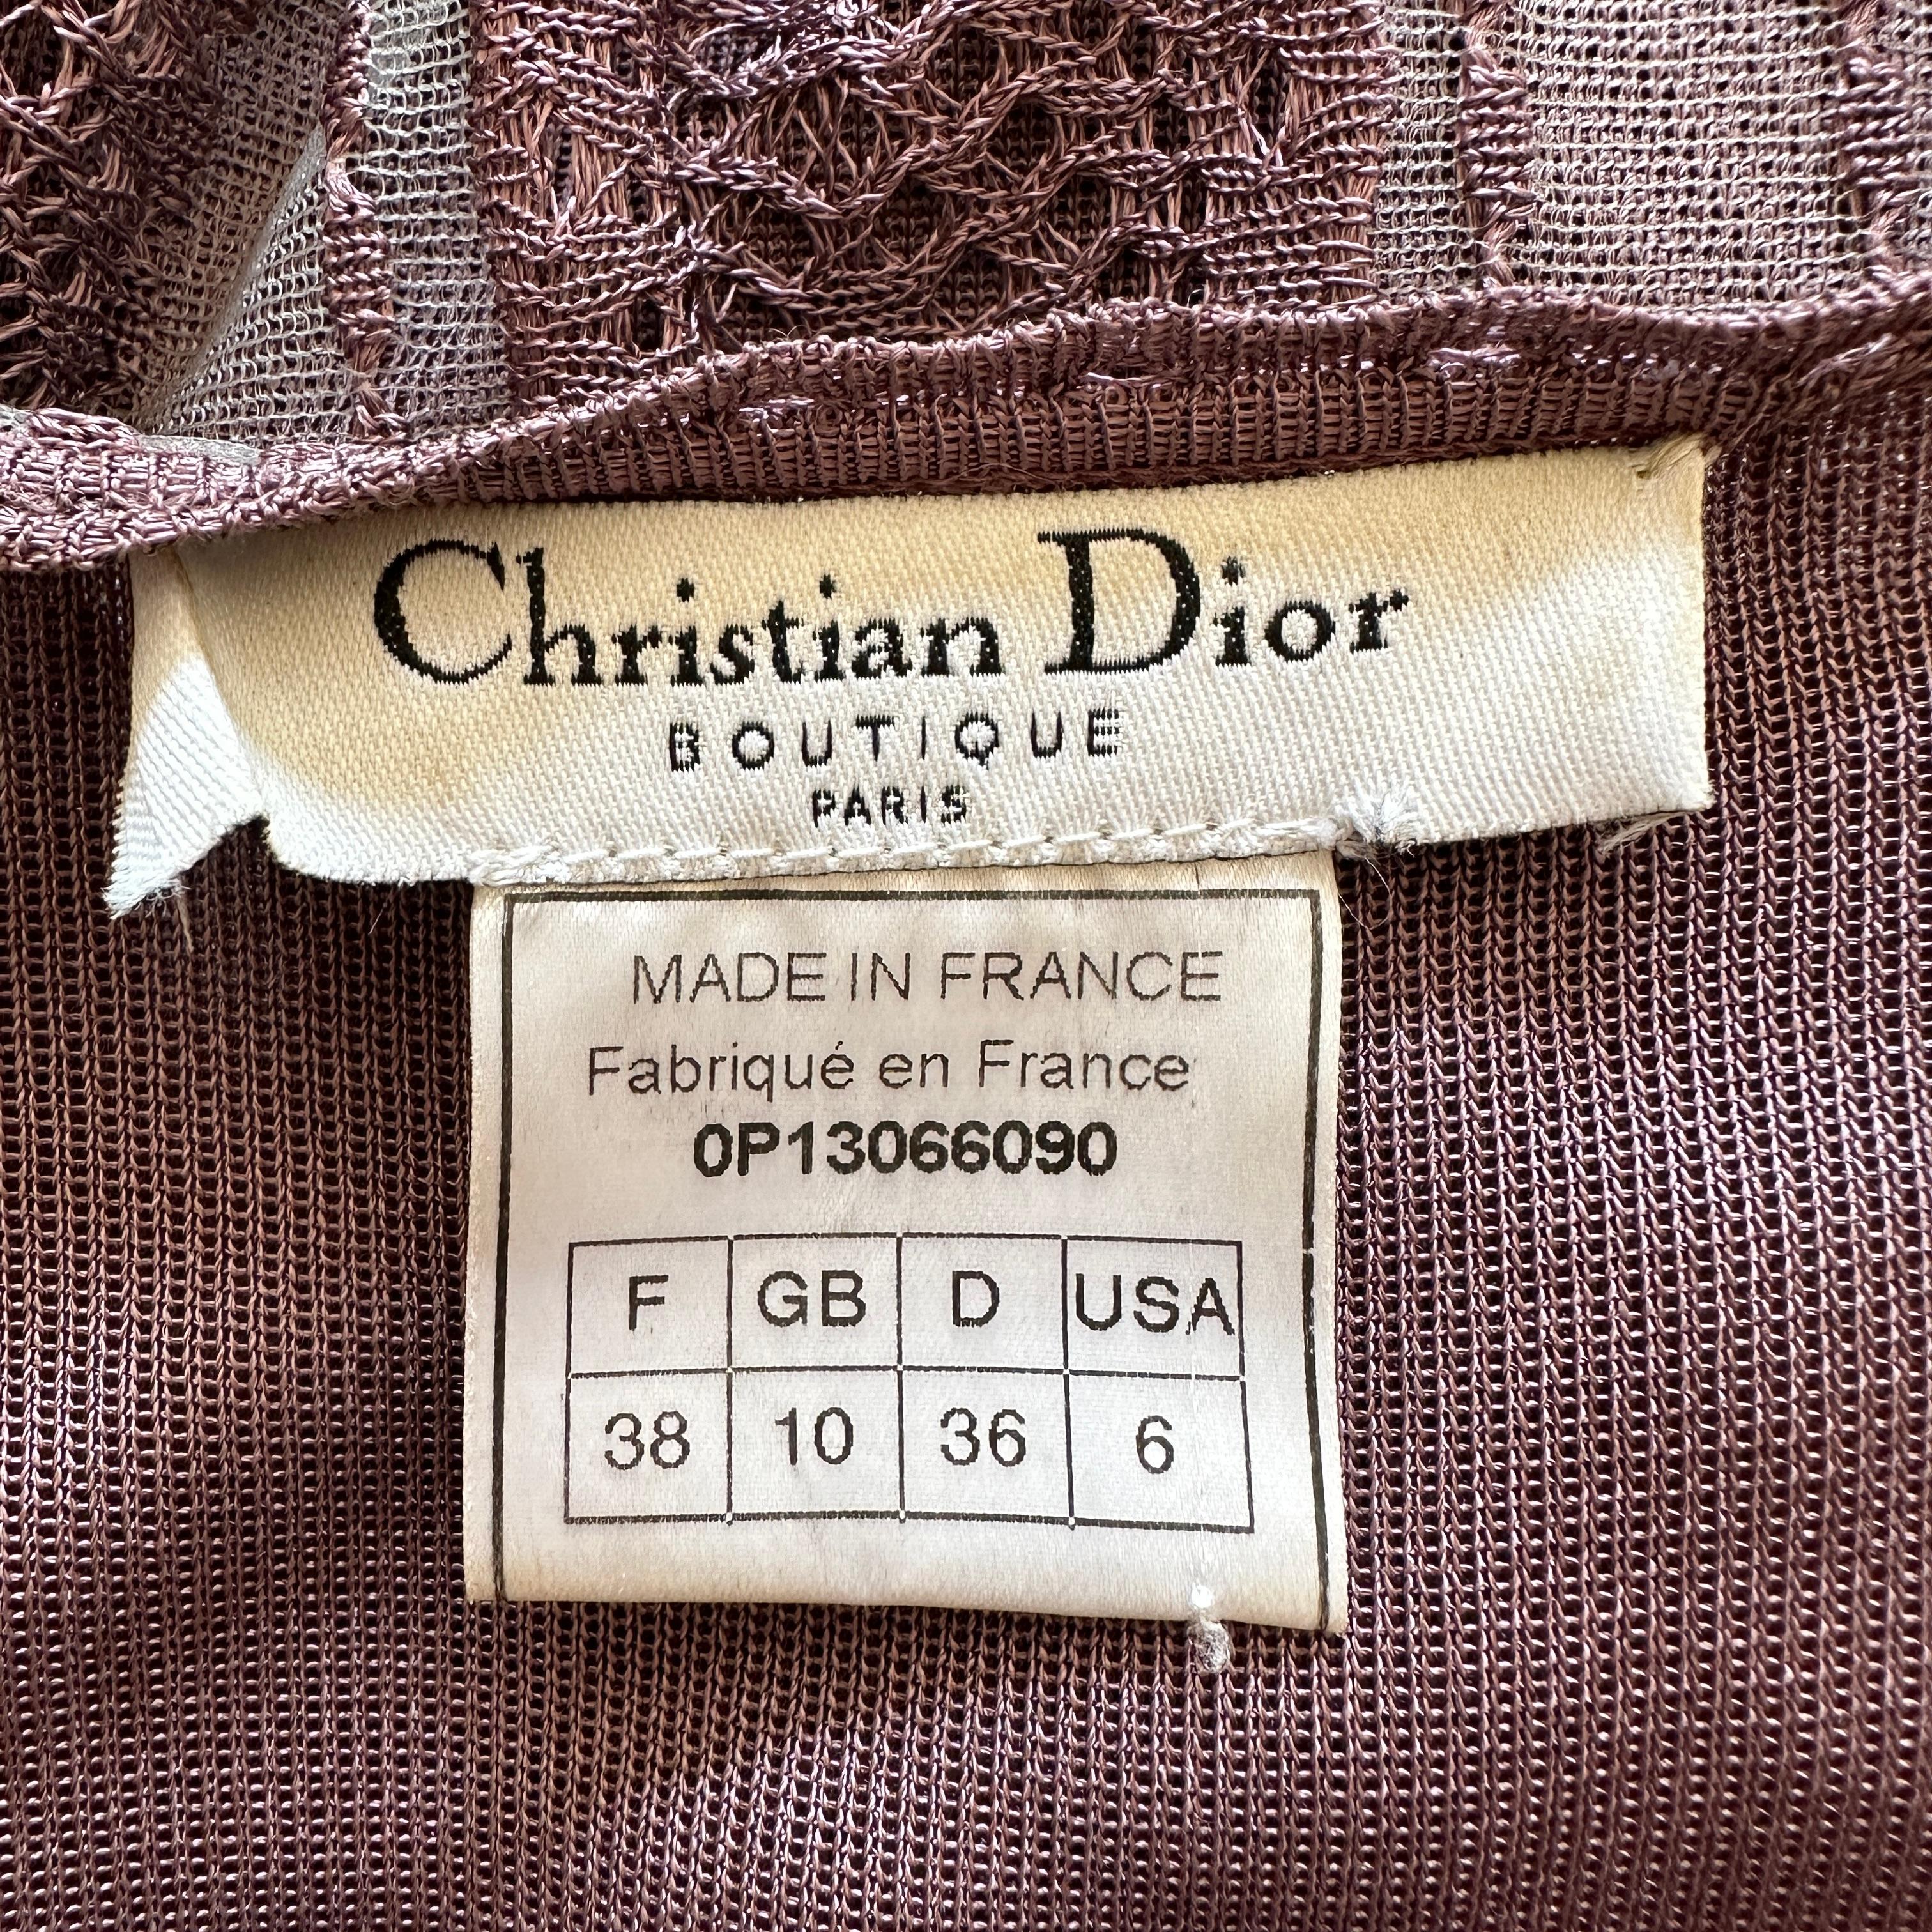 Christian Dior
BOUTIQUE
PARIS
MADE IN FRANCE
Fabriqué en France
0P13066090
F GB D USA
38 10 36 6